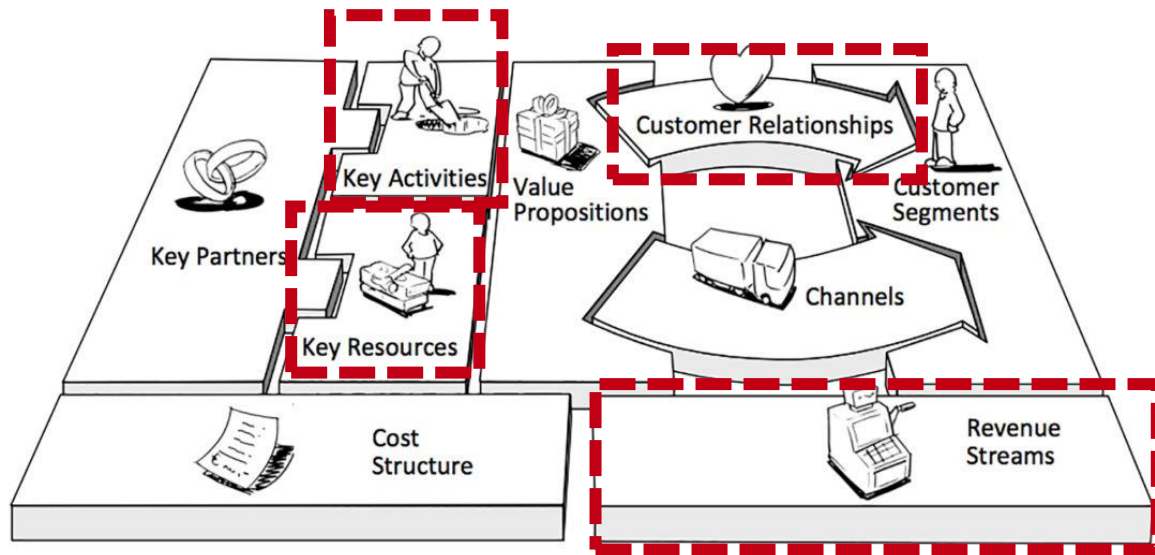 Key Partners
Key Activities
Key Resources
Value
Propositions
Customer Relationships
Channels
Customer
Segments
Cost
Structure
Revenue
Streams